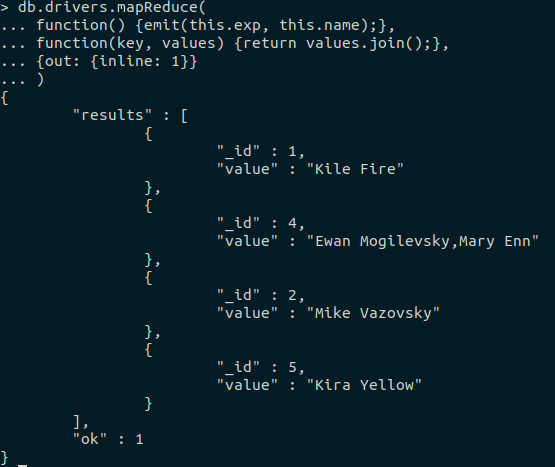 > db.drivers.mapReduce(
... function() {emit(this.exp, this.name);},
... function(key, values) {return values.join();},
... {out: {inline: 1}}
... )
{
        "results" : [
                {
                        "_id" : 1,
                        "value" : "Kile Fire"
                },
                {
                        "_id" : 4,
                        "value" : "Ewan Mogilevsky,Mary Enn"
                },
                {
                        "_id" : 2,
                        "value" : "Mike Vazovsky"
                },
                {
                        "_id" : 5,
                        "value" : "Kira Yellow"
                }
        ],
        "ok" : 1
}